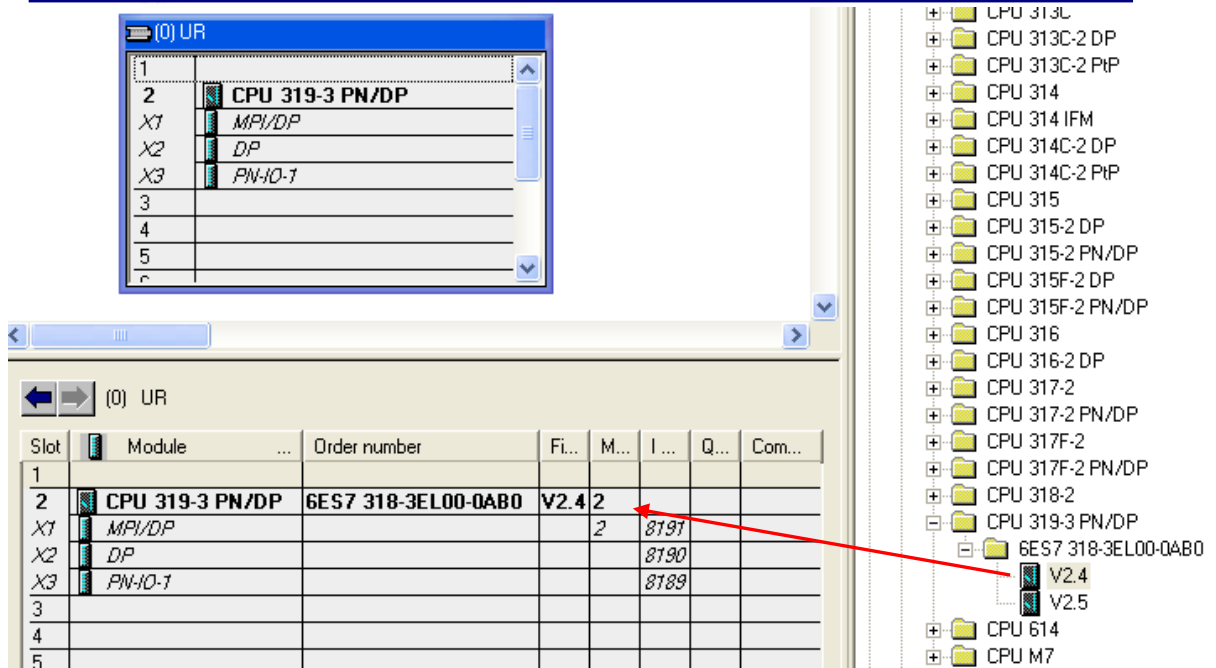 (0) UR
1
2 CPU 319-3 PN/DP
X1 MPI/DP
X2 DP
X3 PN-IO-1
3
4
5
(0) UR
Slot Module ... Order number Fi... M... I ... Q... Com...
1
2 CPU 319-3 PN/DP 6ES7 318-3EL00-0AB0 V2.4 2
X1 MPI/DP 2 8191
X2 DP 8190
X3 PN-IO-1 8189
3
4
5
CPU 313C
CPU 313C-2 DP
CPU 313C-2 PtP
CPU 314
CPU 314 IFM
CPU 314C-2 DP
CPU 314C-2 PtP
CPU 315
CPU 315-2 DP
CPU 315-2 PN/DP
CPU 315F-2 DP
CPU 315F-2 PN/DP
CPU 316
CPU 316-2 DP
CPU 317-2
CPU 317-2 PN/DP
CPU 317F-2
CPU 317F-2 PN/DP
CPU 318-2
CPU 319-3 PN/DP
6ES7 318-3EL00-0AB0
V2.4
V2.5
CPU 614
CPU M7